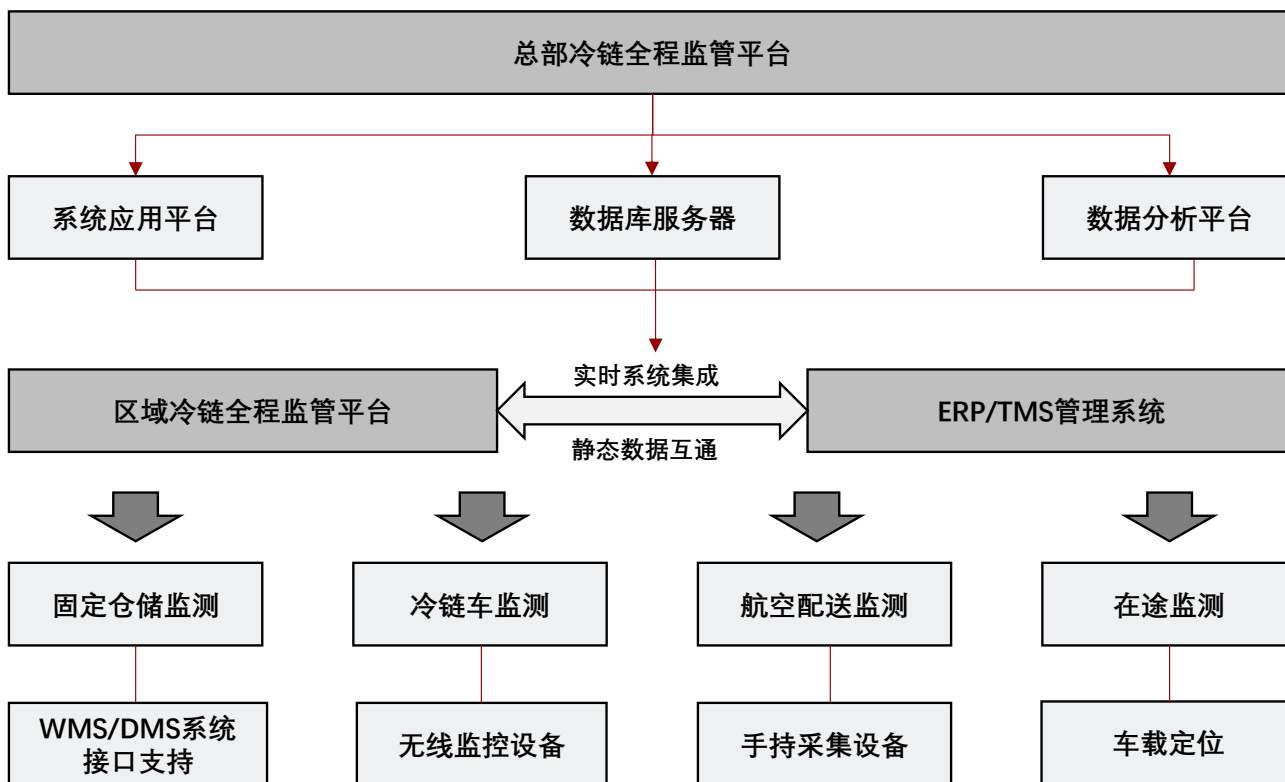 总部冷链全程监管平台
系统应用平台
数据库服务器
数据分析平台
实时系统集成
区域冷链全程监管平台
ERP/TMS管理系统
静态数据互通
固定仓储监测
冷链车监测
航空配送监测
在途监测
WMS/DMS系统
接口支持
无线监控设备
手持采集设备
车载定位